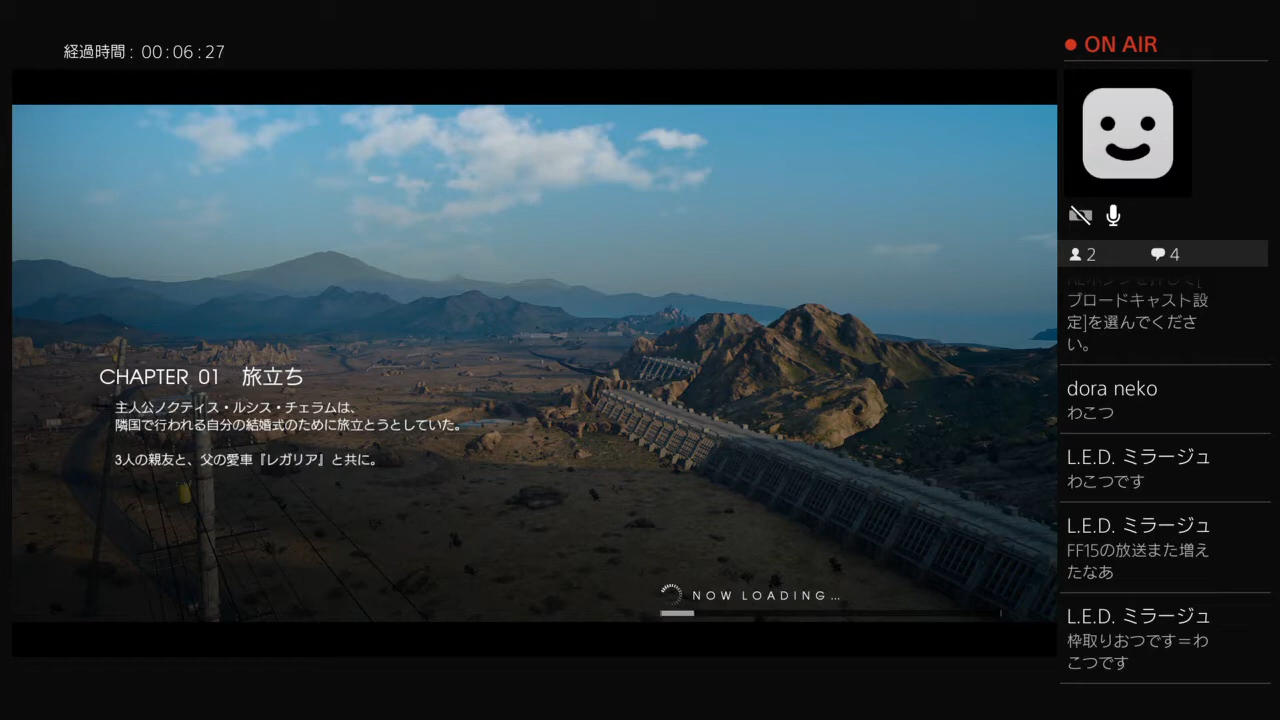 経過時間 : 00:06:27
ON AIR
2
4
ブロードキャスト設
定]を選んでくださ
い。
dora neko
わこつ
L.E.D. ミラージュ
わこつです
L.E.D. ミラージュ
FF15の放送また増え
たなあ
L.E.D. ミラージュ
枠取りおつです＝わ
こつです
CHAPTER 01 旅立ち
主人公ノクティス・ルシス・チェラムは、
隣国で行われる自分の結婚式のために旅立とうとしていた。
3人の親友と、父の愛車『レガリア』と共に。
NOW LOADING...